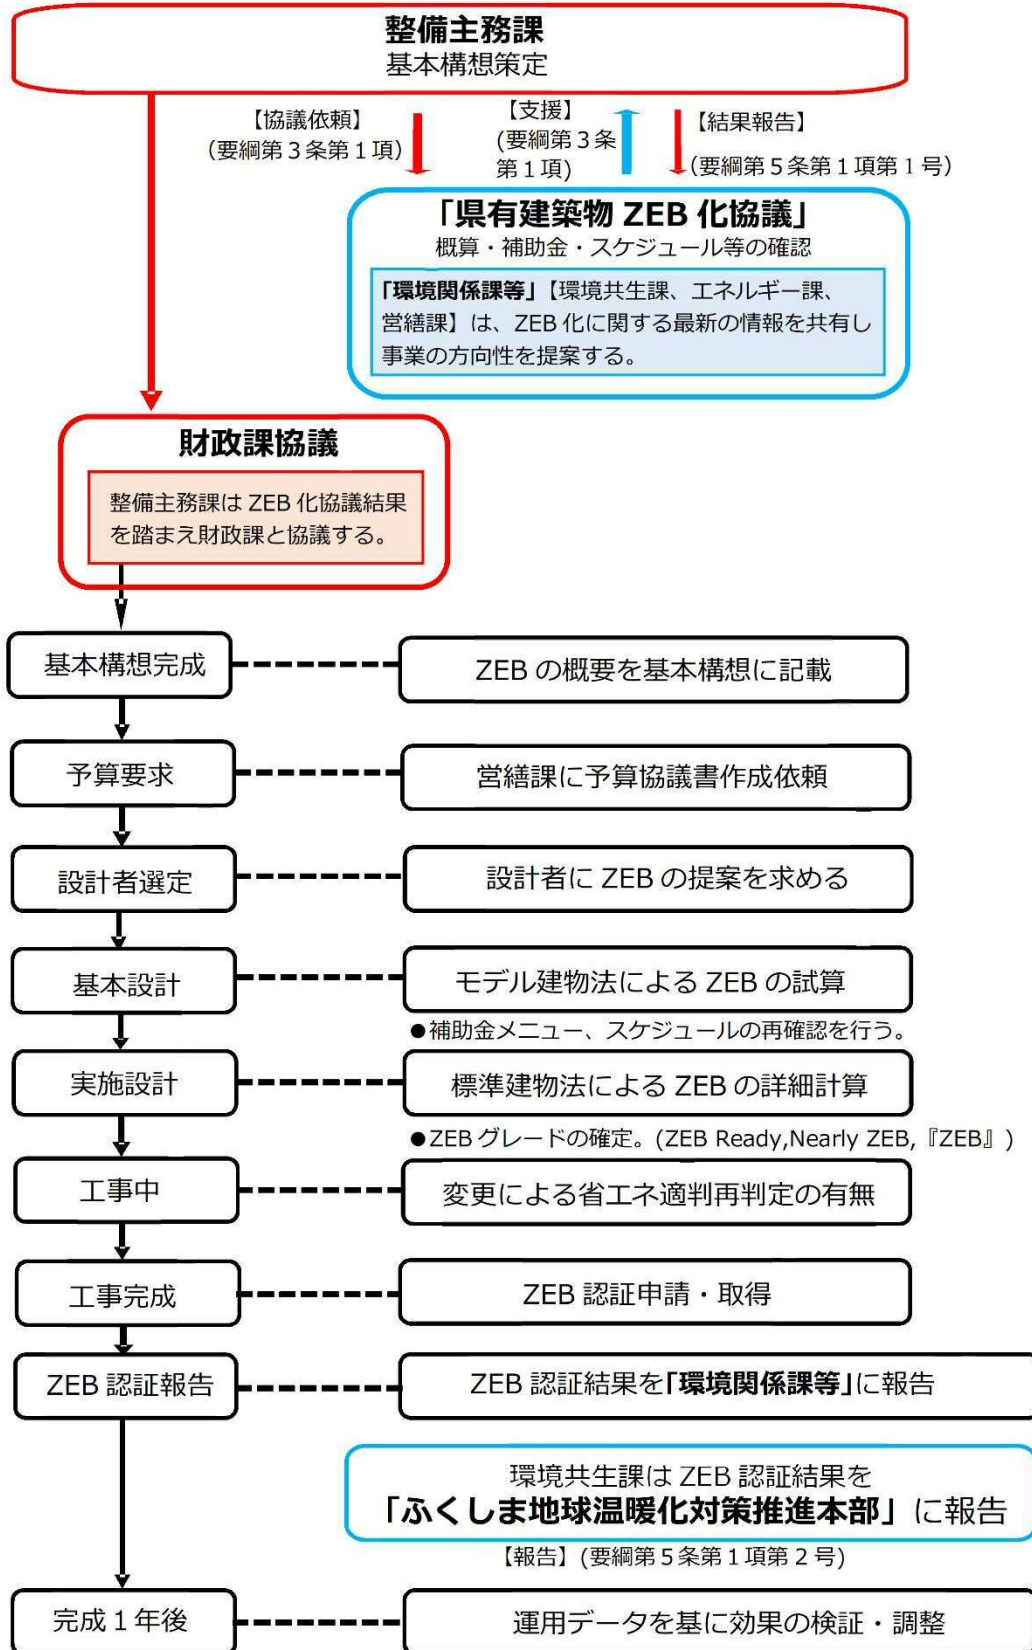 整備主務課
基本構想策定
【協議依頼】
(要綱第３条第１項)
【支援】
(要綱第３条
第１項)
【結果報告】
(要綱第５条第１項第１号)
「県有建築物 ZEB 化協議」
概算・補助金・スケジュール等の確認
「環境関係課等」【環境共生課、エネルギー課、
営繕課】は、ZEB 化に関する最新の情報を共有し
事業の方向性を提案する。
財政課協議
整備主務課は ZEB 化協議結果
を踏まえ財政課と協議する。
基本構想完成
ZEB の概要を基本構想に記載
予算要求
営繕課に予算協議書作成依頼
設計者選定
設計者に ZEB の提案を求める
基本設計
モデル建物法による ZEB の試算
●補助金メニュー、スケジュールの再確認を行う。
実施設計
標準建物法による ZEB の詳細計算
●ZEB グレードの確定。(ZEB Ready,Nearly ZEB,『ZEB』)
工事中
変更による省エネ適判再判定の有無
工事完成
ZEB 認証申請・取得
ZEB 認証報告
ZEB 認証結果を「環境関係課等」に報告
環境共生課は ZEB 認証結果を
「ふくしま地球温暖化対策推進本部」に報告
【報告】(要綱第５条第１項第２号)
完成１年後
運用データを基に効果の検証・調整